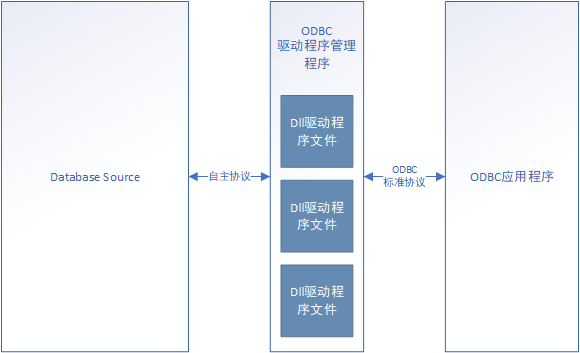 Database Source
自主协议
ODBC
驱动程序管理
程序
Dll驱动程
序文件
Dll驱动程
序文件
Dll驱动程
序文件
ODBC
标准协议
ODBC应用程序